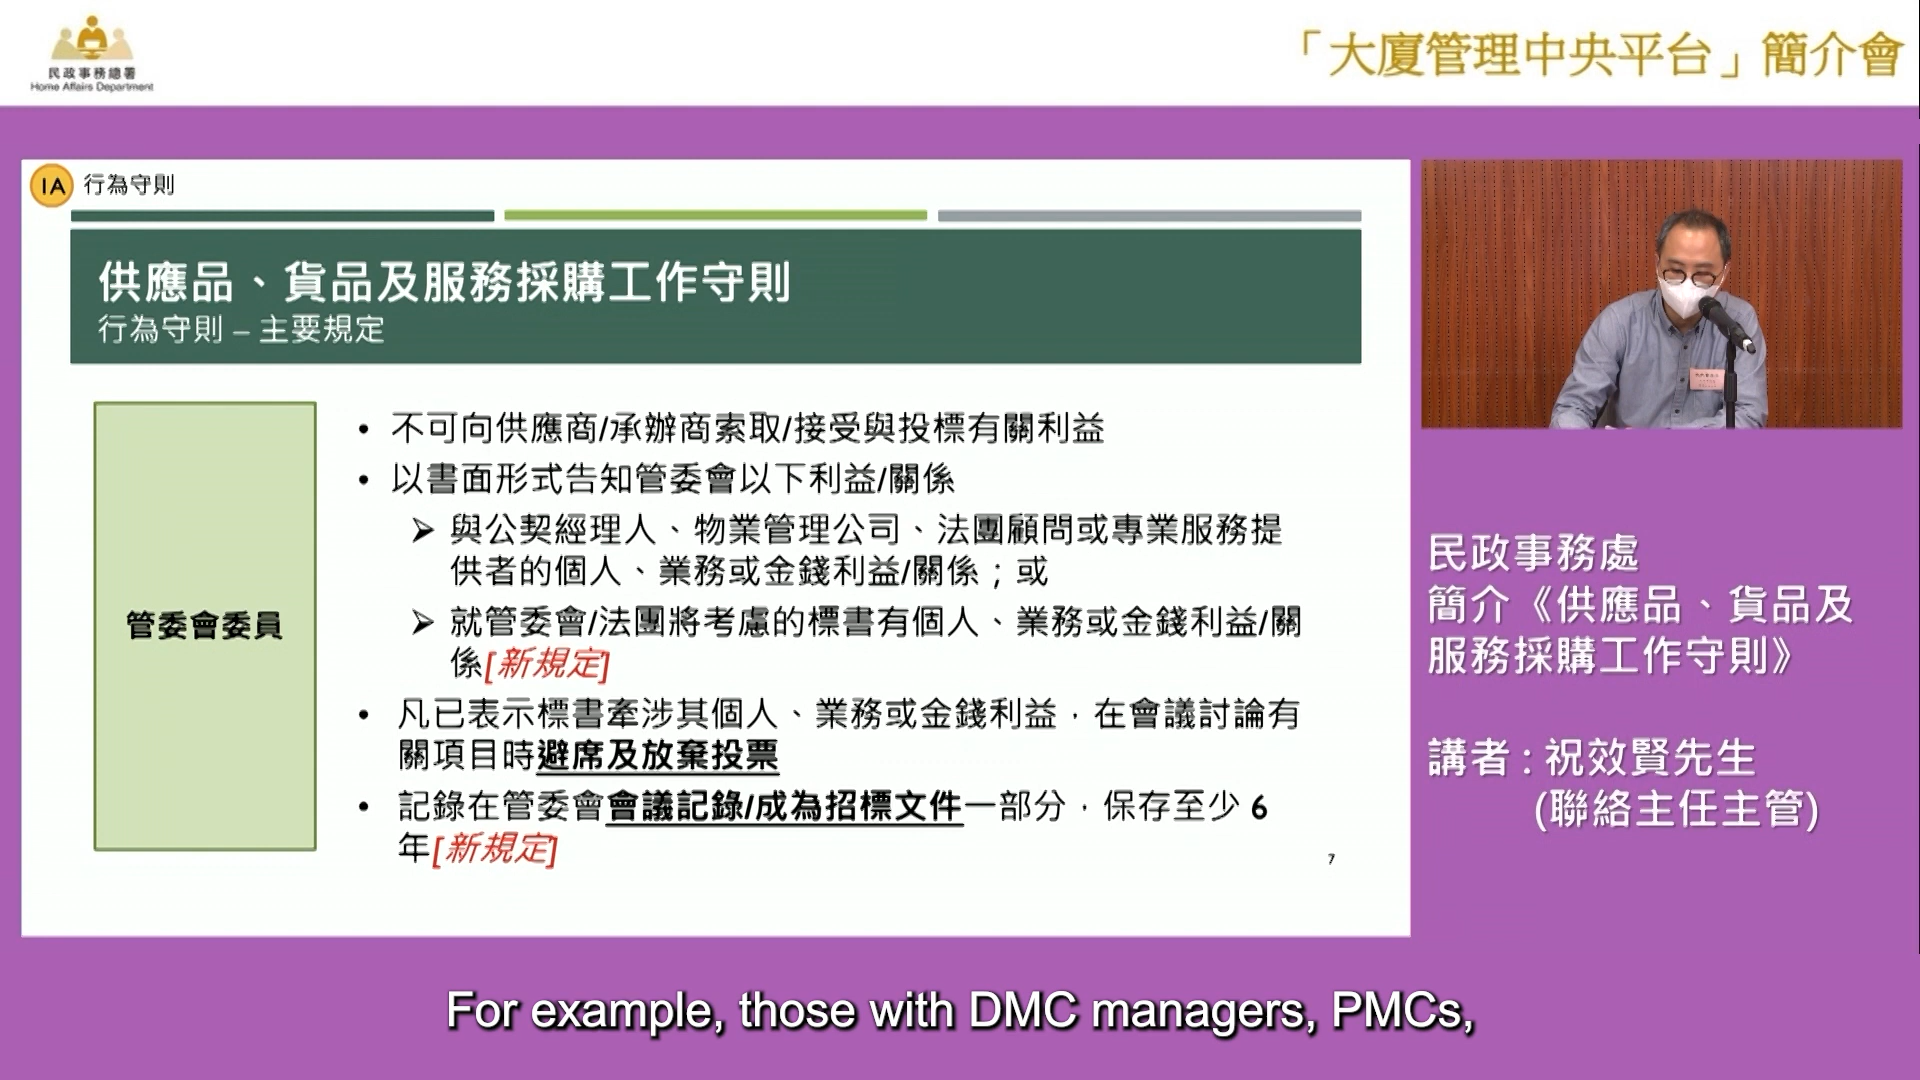 民政事務總署
Home Affairs Department
「大廈管理中央平台」簡介會
IA 行為守則
供應品、貨品及服務採購工作守則
行為守則 – 主要規定
管委會委員
• 不可向供應商/承辦商索取/接受與投標有關利益
• 以書面形式告知管委會以下利益/關係
➢ 與公契經理人、物業管理公司、法團顧問或專業服務提
供者的個人、業務或金錢利益/關係；或
➢ 就管委會/法團將考慮的標書有個人、業務或金錢利益/關
係[新規定]
• 凡已表示標書牽涉其個人、業務或金錢利益，在會議討論有
關項目時避席及放棄投票
• 記錄在管委會會議記錄/成為招標文件一部分，保存至少 6
年[新規定]
7
民政事務處
簡介《供應品、貨品及
服務採購工作守則》
講者 : 祝效賢先生
(聯絡主任主管)
For example, those with DMC managers, PMCs,